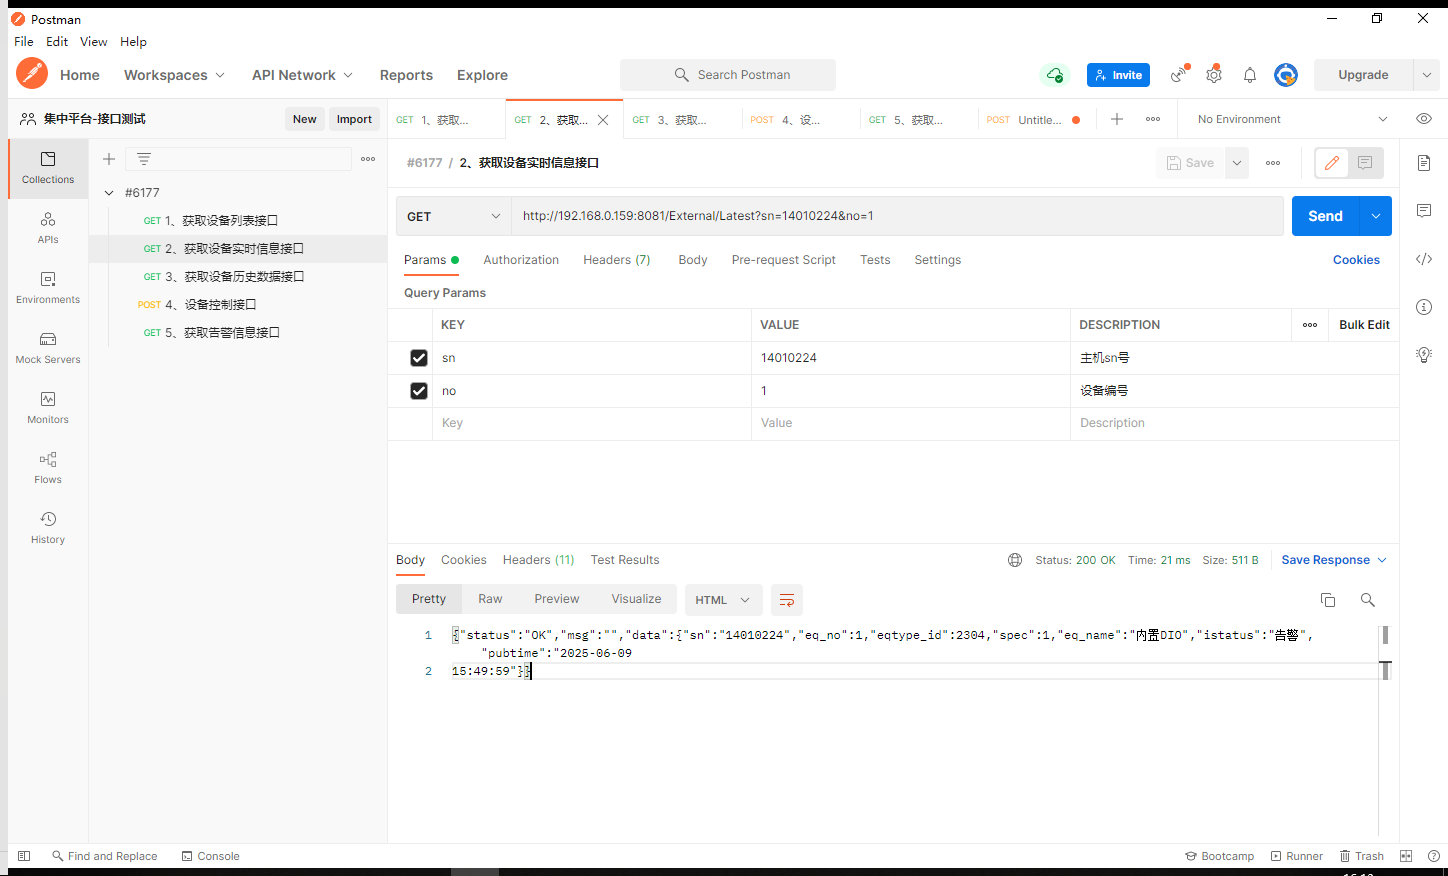 Postman
File Edit View Help
Home Workspaces API Network Reports Explore
Search Postman
Invite
Upgrade
集中平台-接口测试
New Import
GET 1、获取...
GET 2、获取...
GET 3、获取...
POST 4、设...
GET 5、获取...
POST Untitle...
No Environment
Collections
APIs
Environments
Mock Servers
Monitors
Flows
History
#6177
GET 1、获取设备列表接口
GET 2、获取设备实时信息接口
GET 3、获取设备历史数据接口
POST 4、设备控制接口
GET 5、获取告警信息接口
#6177 / 2、获取设备实时信息接口
Save
GET http://192.168.0.159:8081/External/Latest?sn=14010224&no=1
Send
Params Authorization Headers (7) Body Pre-request Script Tests Settings
Cookies
Query Params
KEY VALUE DESCRIPTION Bulk Edit
sn 14010224 主机sn号
no 1 设备编号
Key Value Description
Body Cookies Headers (11) Test Results
Status: 200 OK Time: 21 ms Size: 511 B Save Response
Pretty Raw Preview Visualize HTML
1 {"status":"OK","msg":"","data":{"sn":"14010224","eq_no":1,"eqtype_id":2304,"spec":1,"eq_name":"内置DIO","istatus":"告警",
"pubtime":"2025-06-09
2 15:49:59"}}
Find and Replace Console
Bootcamp Runner Trash